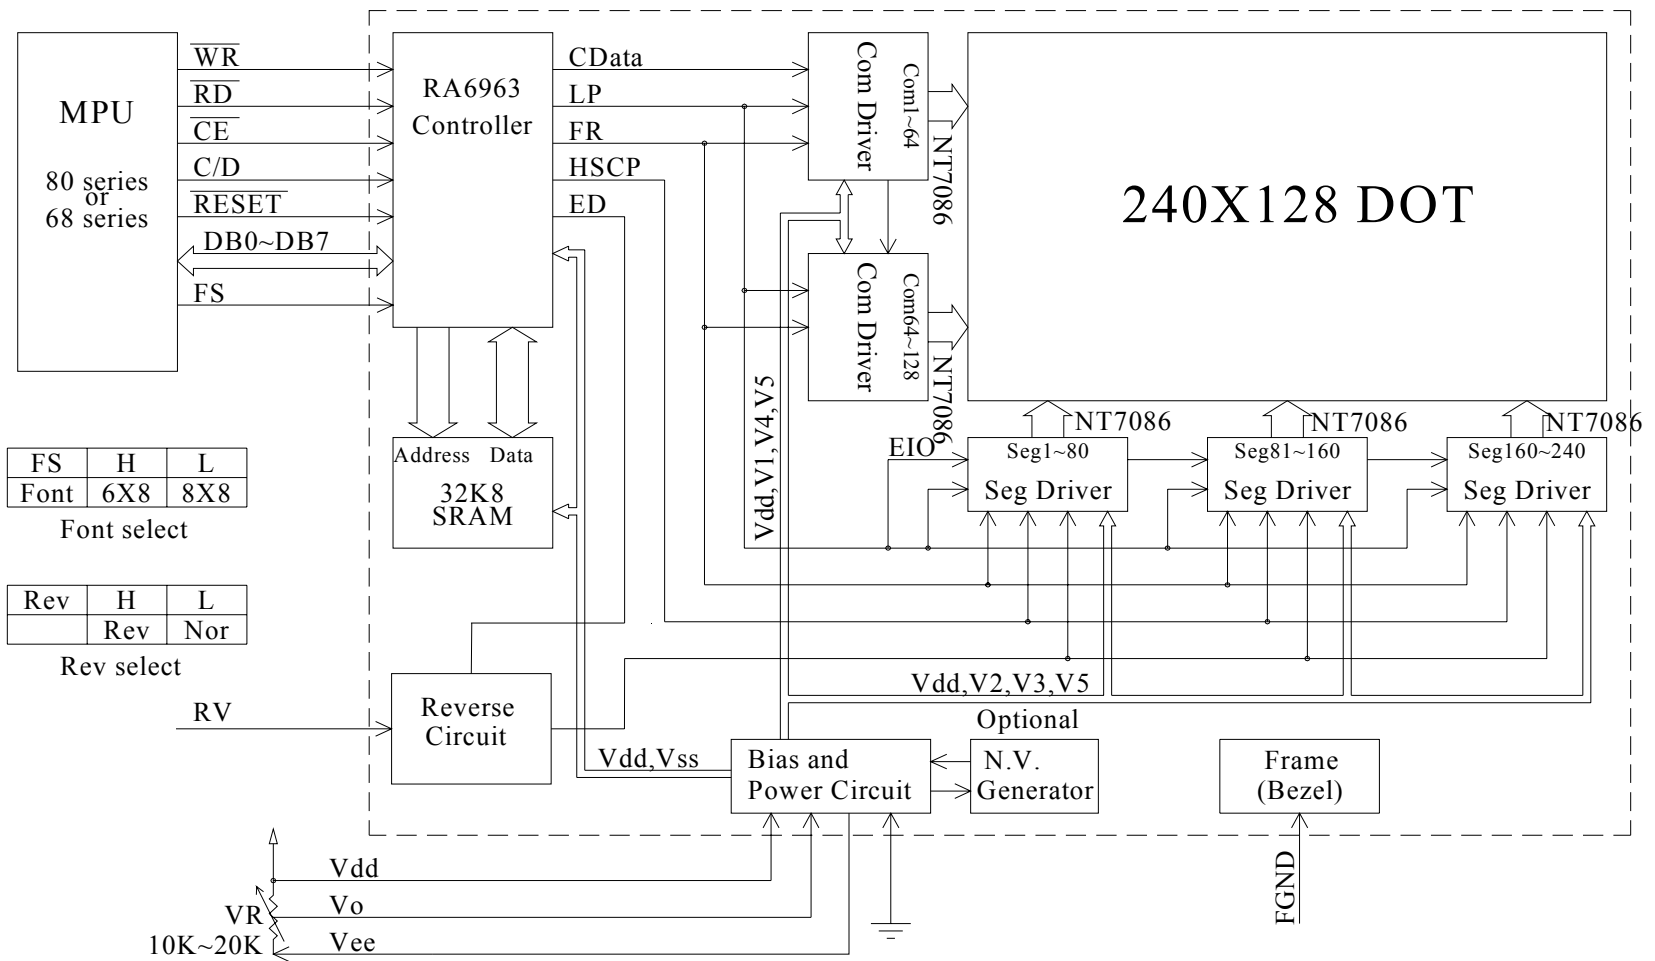 MPU
80 series
or
68 series
WR
RD
CE
C/D
RESET
DB0~DB7
FS
RA6963
Controller
CData
LP
FR
HSCP
ED
Com Driver
Com1~64
NT7086
Com Driver
Com64~128
NT7086
240X128 DOT
Address Data
32K8
SRAM
Vdd,V1,V4,V5
EIO
NT7086
Seg1~80
Seg Driver
NT7086
Seg81~160
Seg Driver
NT7086
Seg160~240
Seg Driver
FS H L
Font 6X8 8X8
Font select
Rev H L
Rev Nor
Rev select
RV
Reverse
Circuit
Vdd,V2,V3,V5
Vdd,Vss
Bias and
Power Circuit
Optional
N.V.
Generator
Frame
(Bezel)
FGND
Vdd
Vo
Vee
VR
10K~20K